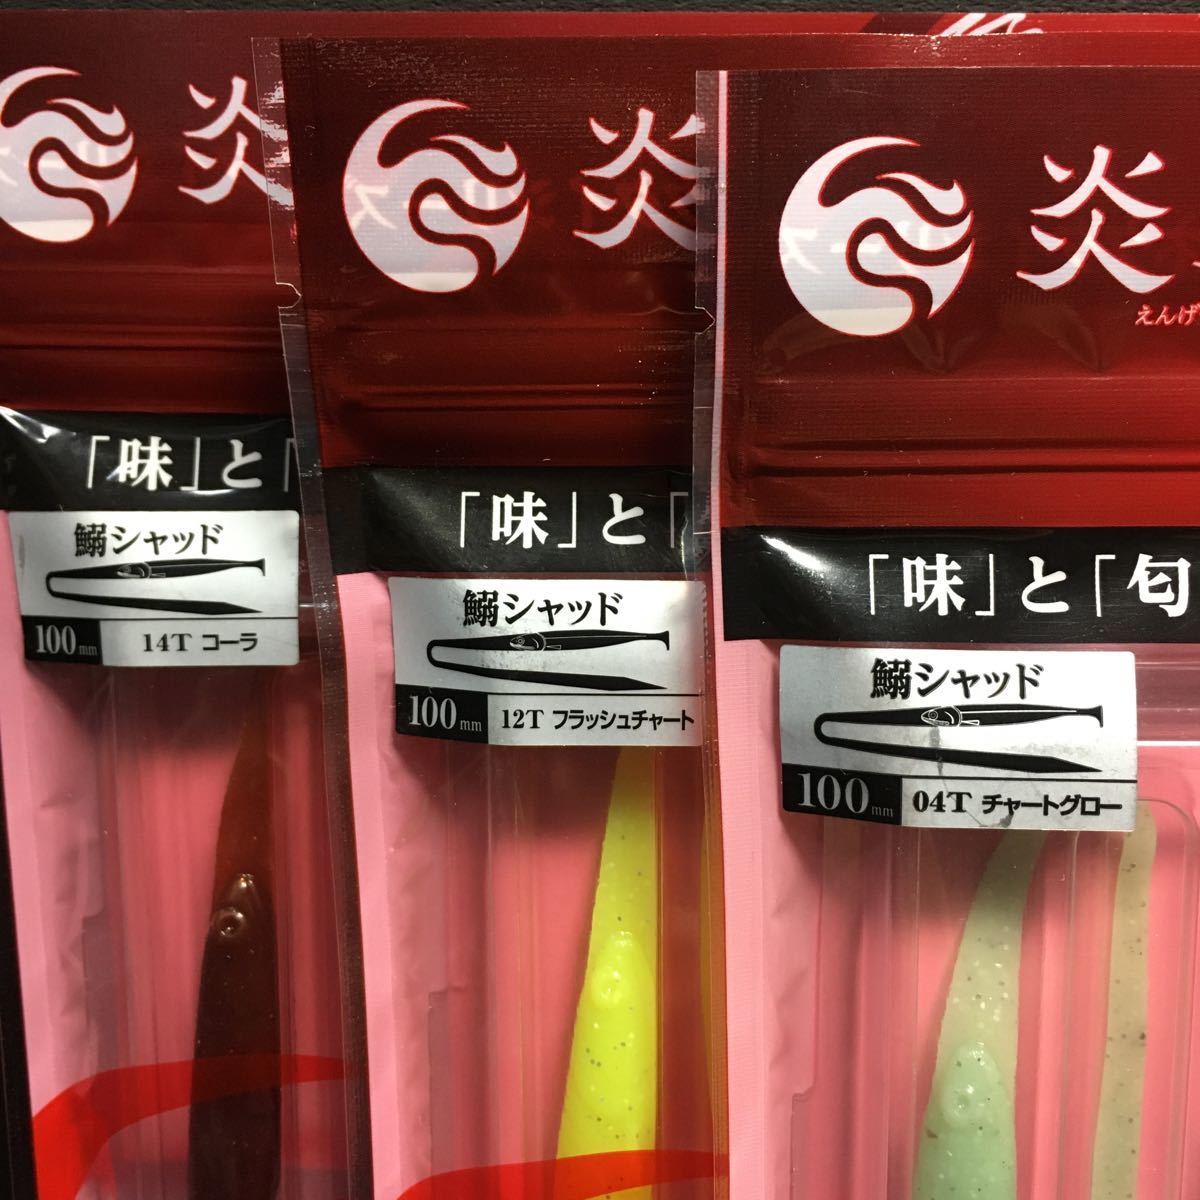 炎
「味」と「
鰯シャッド
100mm 14T コーラ
炎
「味」と「
鰯シャッド
100mm 12T フラッシュチャート
炎
えんげ
「味」と「匂
鰯シャッド
100mm 04T チャートグロー